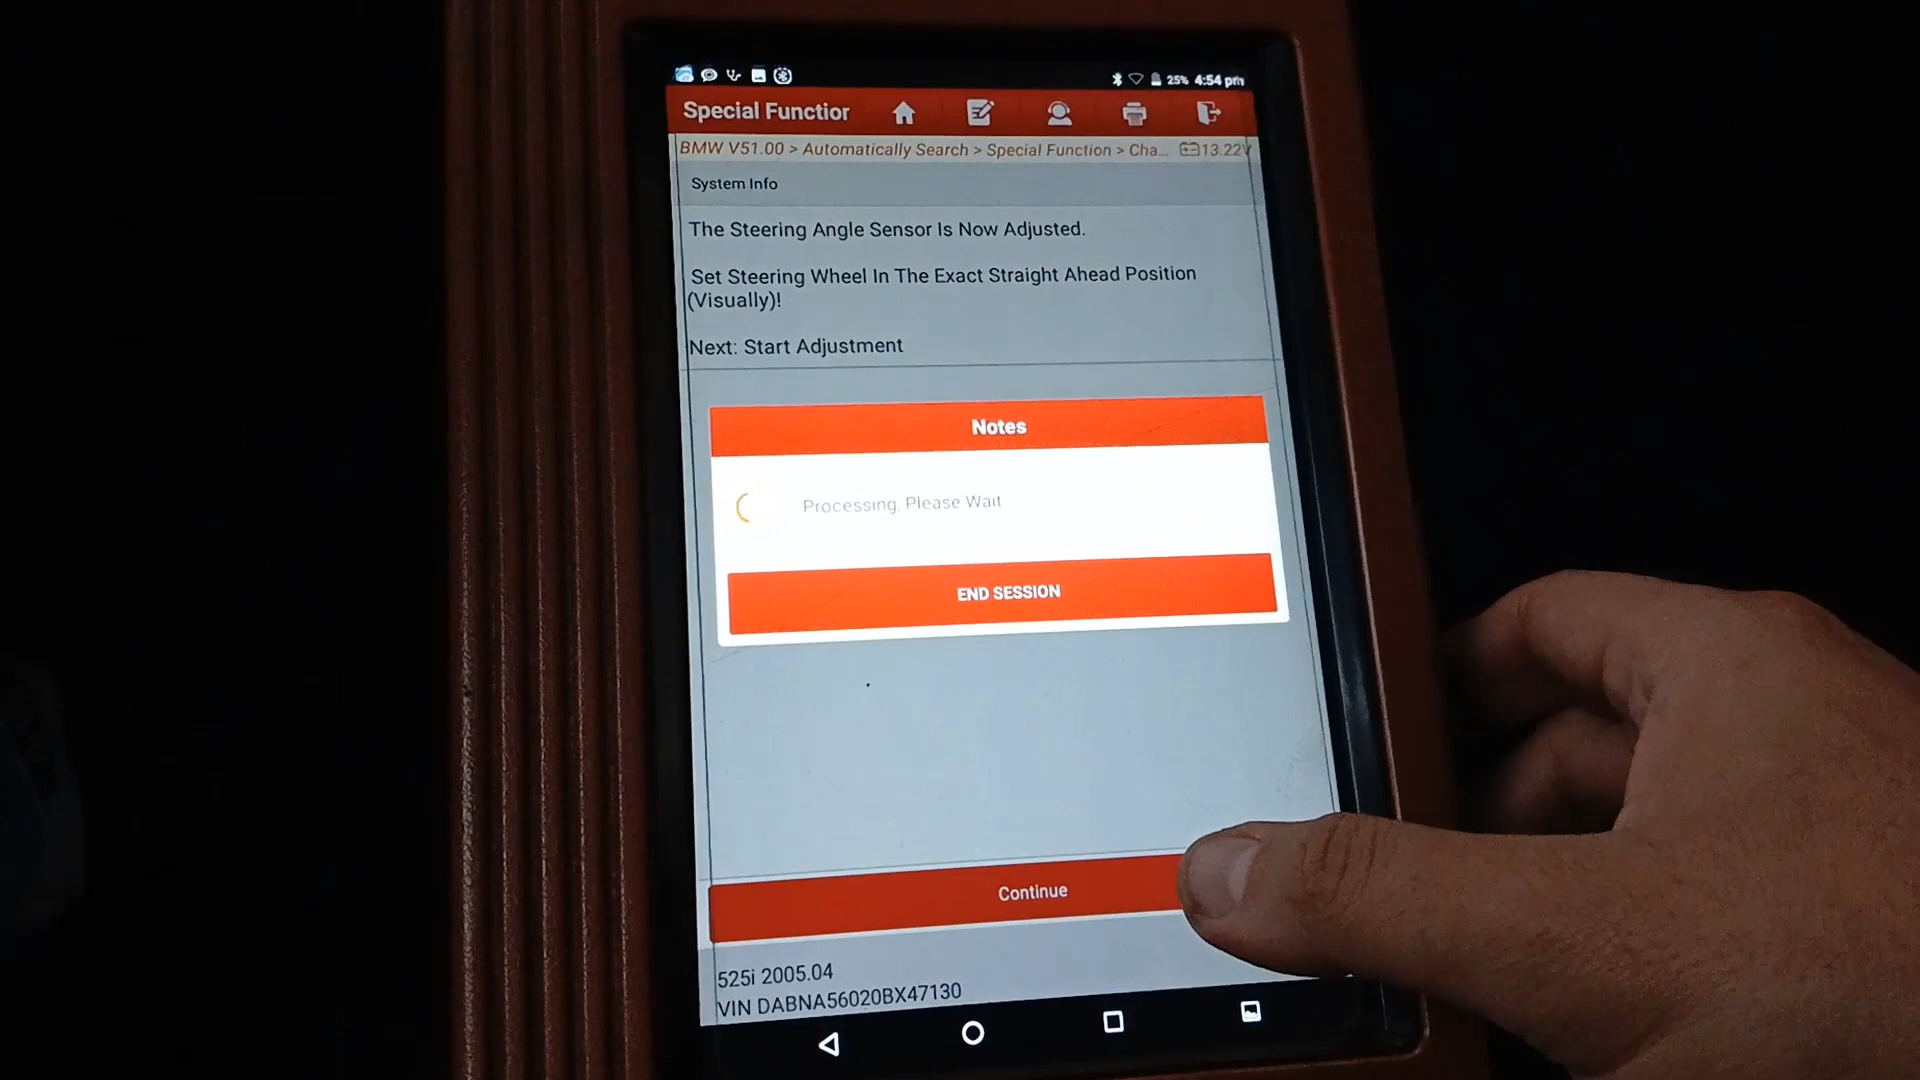 25% 4:54 pm
Special Functior
BMW V51.00 > Automatically Search > Special Function > Cha... 13.22V
System Info
The Steering Angle Sensor Is Now Adjusted.
Set Steering Wheel In The Exact Straight Ahead Position
(Visually)!
Next: Start Adjustment
Notes
Processing, Please Wait
END SESSION
Continue
525i 2005.04
VIN DABNA56020BX47130